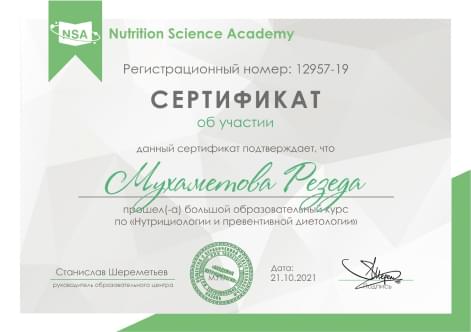 NSA
Nutrition Science Academy
Регистрационный номер: 12957-19
СЕРТИФИКАТ
об участии
данный сертификат подтверждает, что
Мухаметова Резеда
прошел(-а) большой образовательный курс
по «Нутрициологии и превентивной диетологии»
Станислав Шереметьев
руководитель образовательного центра
Дата:
21.10.2021
подпись